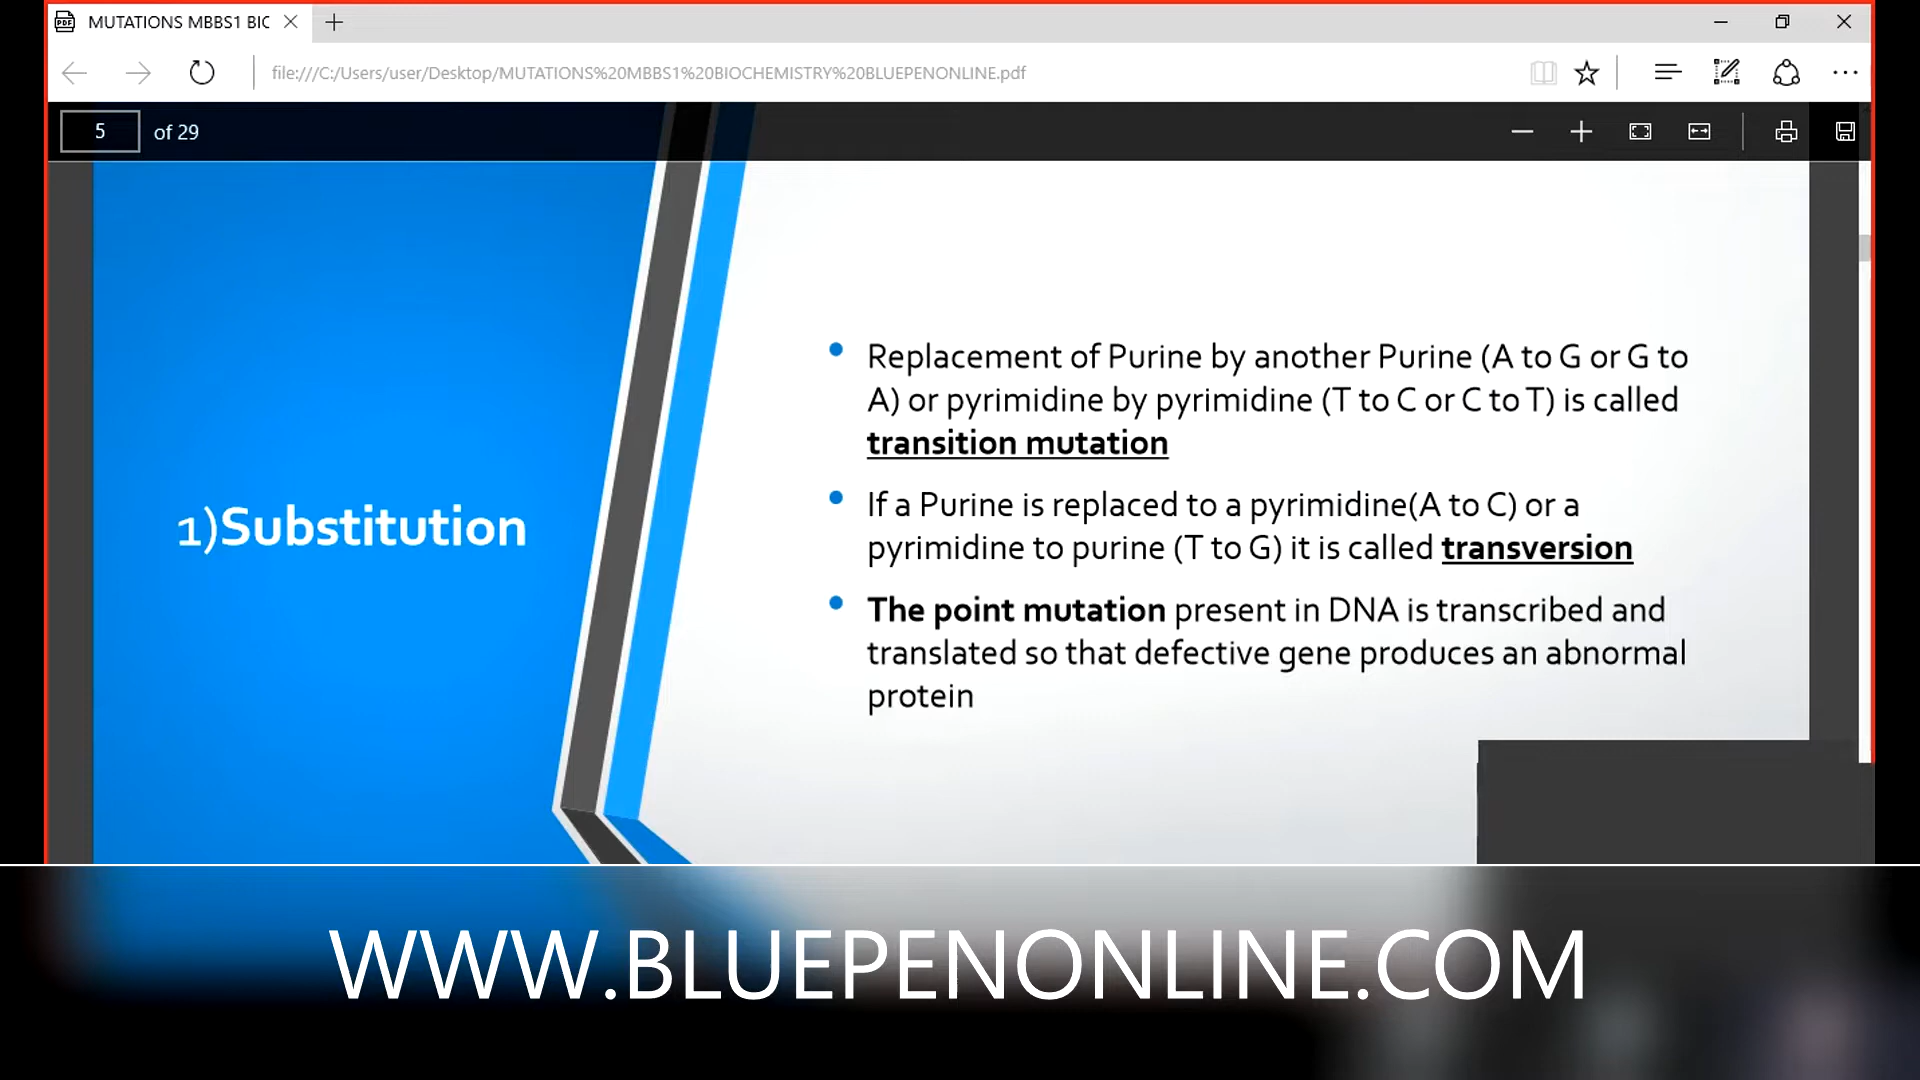 MUTATIONS MBBS1 BIO
file:///C:/Users/user/Desktop/MUTATIONS%20MBBS1%20BIOCHEMISTRY%20BLUEPENONLINE.pdf
5 of 29
1)Substitution
• Replacement of Purine by another Purine (A to G or G to
A) or pyrimidine by pyrimidine (T to C or C to T) is called
transition mutation
• If a Purine is replaced to a pyrimidine(A to C) or a
pyrimidine to purine (T to G) it is called transversion
• The point mutation present in DNA is transcribed and
translated so that defective gene produces an abnormal
protein
WWW.BLUEPENONLINE.COM